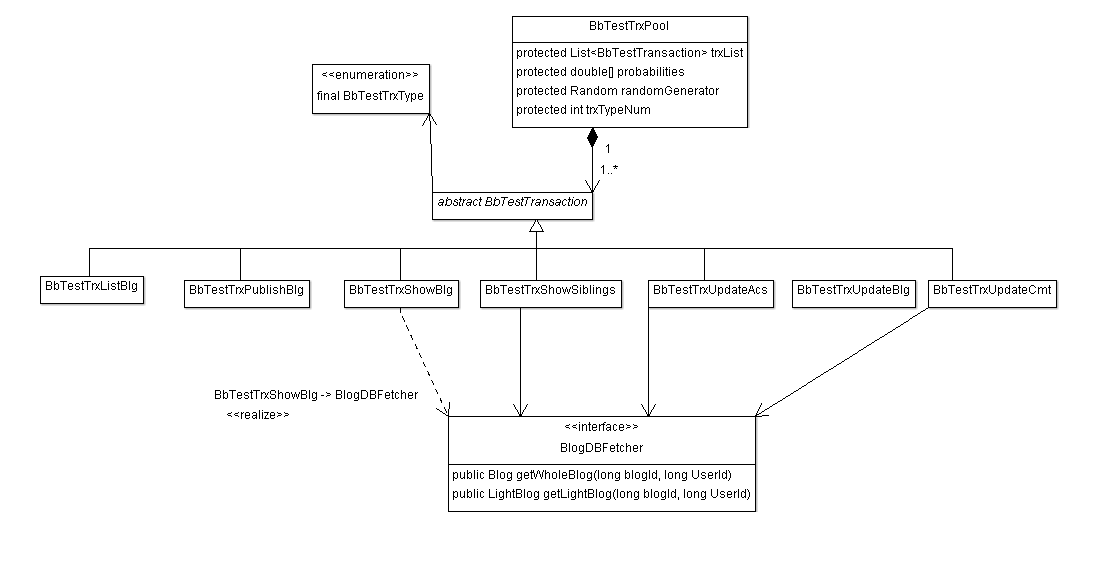 BbTestTrxPool
protected List<BbTestTransaction> trxList
protected double[] probabilities
protected Random randomGenerator
protected int trxTypeNum
<<enumeration>>
final BbTestTrxType
1
1..*
abstract BbTestTransaction
BbTestTrxListBlg
BbTestTrxPublishBlg
BbTestTrxShowBlg
BbTestTrxShowSiblings
BbTestTrxUpdateAcs
BbTestTrxUpdateBlg
BbTestTrxUpdateCmt
BbTestTrxShowBlg -> BlogDBFetcher
<<realize>>
<<interface>>
BlogDBFetcher
public Blog getWholeBlog(long blogId, long UserId)
public LightBlog getLightBlog(long blogId, long UserId)